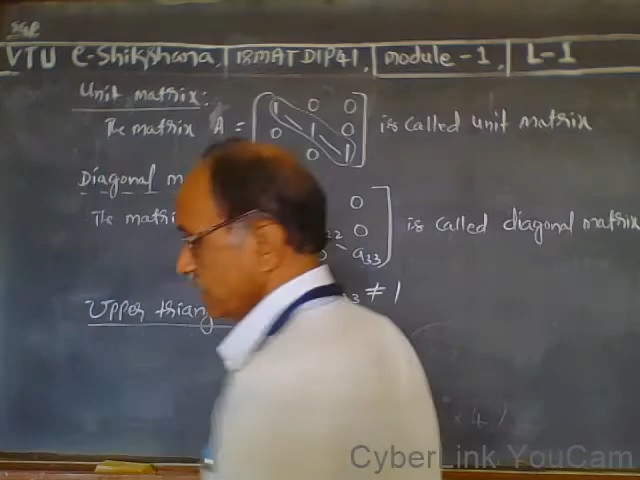 VTU e-Shikshana, 18MATDIP41, module-1, L-1
Unit matrix:
The matrix A = [1 0 0
0 1 0
0 1] is called unit matrix
Diagonal m
The matri
0
22 0
0 a33] is called diagonal matrix
≠ 1
Upper triang
CyberLink YouCam